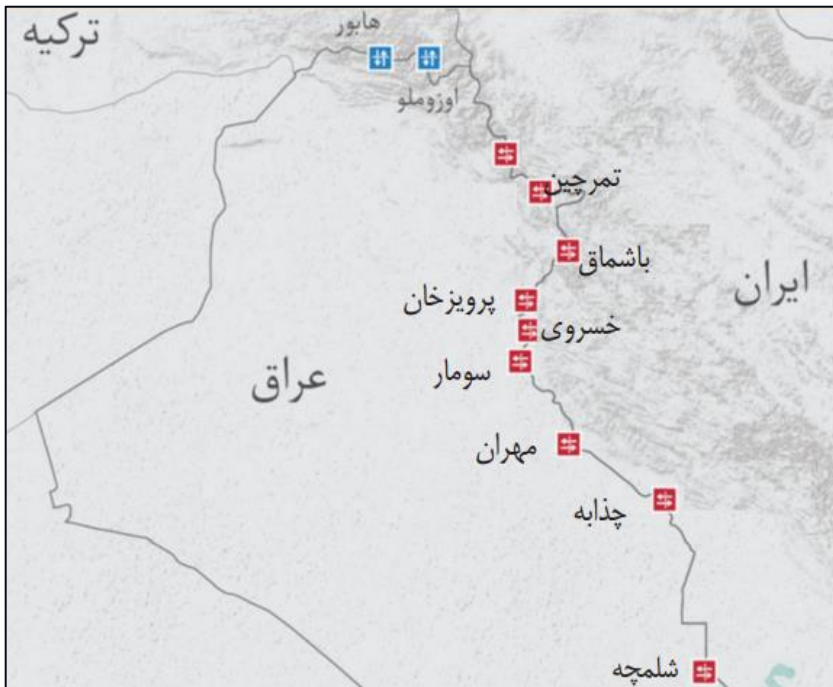 ترکیه
هابور
اوزوملو
تمرچین
باشماق
ایران
پرویزخان
خسروی
عراق
سومار
مهران
چذابه
شلمچه